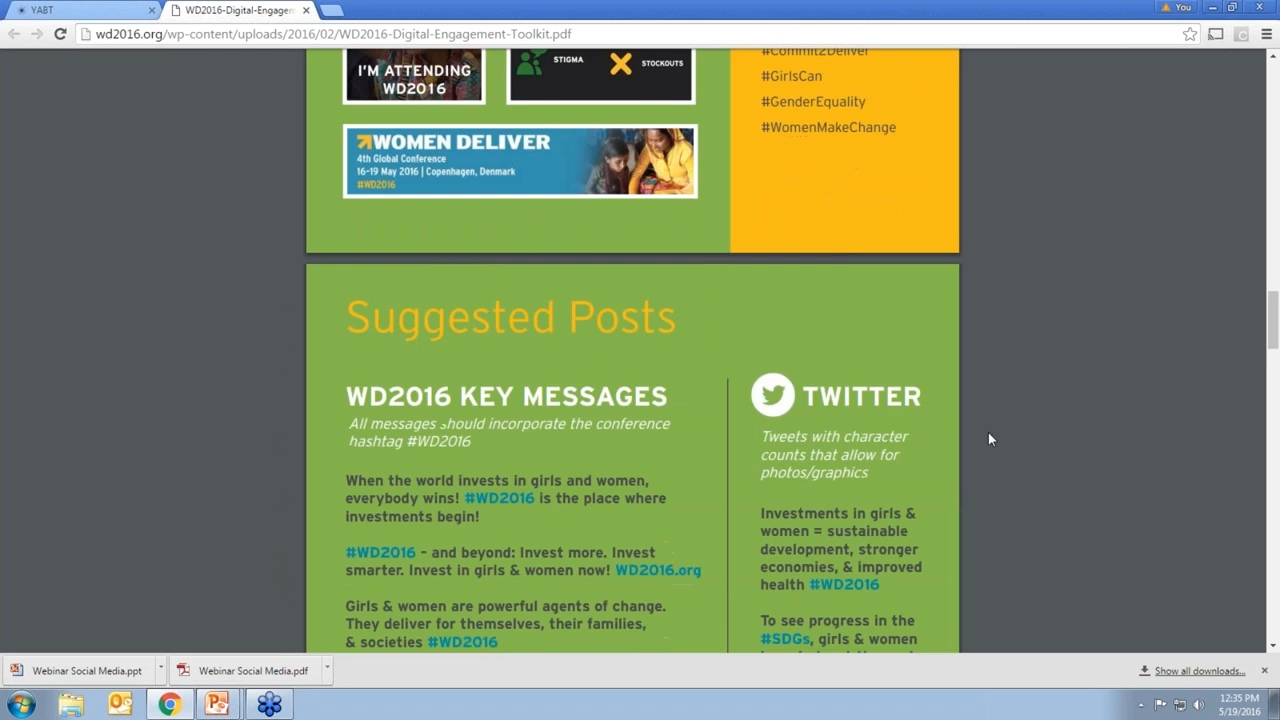 YABT
WD2016-Digital-Engagem
You
wd2016.org/wp-content/uploads/2016/02/WD2016-Digital-Engagement-Toolkit.pdf
I'M ATTENDING
WD2016
STIGMA
STOCKOUTS
WOMEN DELIVER
4th Global Conference
16-19 May 2016 | Copenhagen, Denmark
#WD2016
#Commit2Deliver
#GirlsCan
#GenderEquality
#WomenMakeChange
Suggested Posts
WD2016 KEY MESSAGES
All messages should incorporate the conference
hashtag #WD2016
When the world invests in girls and women,
everybody wins! #WD2016 is the place where
investments begin!
#WD2016 – and beyond: Invest more. Invest
smarter. Invest in girls & women now! WD2016.org
Girls & women are powerful agents of change.
They deliver for themselves, their families,
& societies #WD2016
TWITTER
Tweets with character
counts that allow for
photos/graphics
Investments in girls &
women = sustainable
development, stronger
economies, & improved
health #WD2016
To see progress in the
#SDGs, girls & women
Webinar Social Media.ppt
Webinar Social Media.pdf
Show all downloads...
12:35 PM
5/19/2016